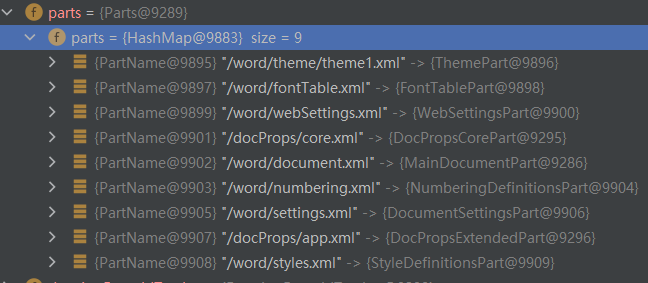 f parts = {Parts@9289}
f parts = {HashMap@9883} size = 9
{PartName@9895} "/word/theme/theme1.xml" -> {ThemePart@9896}
{PartName@9897} "/word/fontTable.xml" -> {FontTablePart@9898}
{PartName@9899} "/word/webSettings.xml" -> {WebSettingsPart@9900}
{PartName@9901} "/docProps/core.xml" -> {DocPropsCorePart@9295}
{PartName@9902} "/word/document.xml" -> {MainDocumentPart@9286}
{PartName@9903} "/word/numbering.xml" -> {NumberingDefinitionsPart@9904}
{PartName@9905} "/word/settings.xml" -> {DocumentSettingsPart@9906}
{PartName@9907} "/docProps/app.xml" -> {DocPropsExtendedPart@9296}
{PartName@9908} "/word/styles.xml" -> {StyleDefinitionsPart@9909}